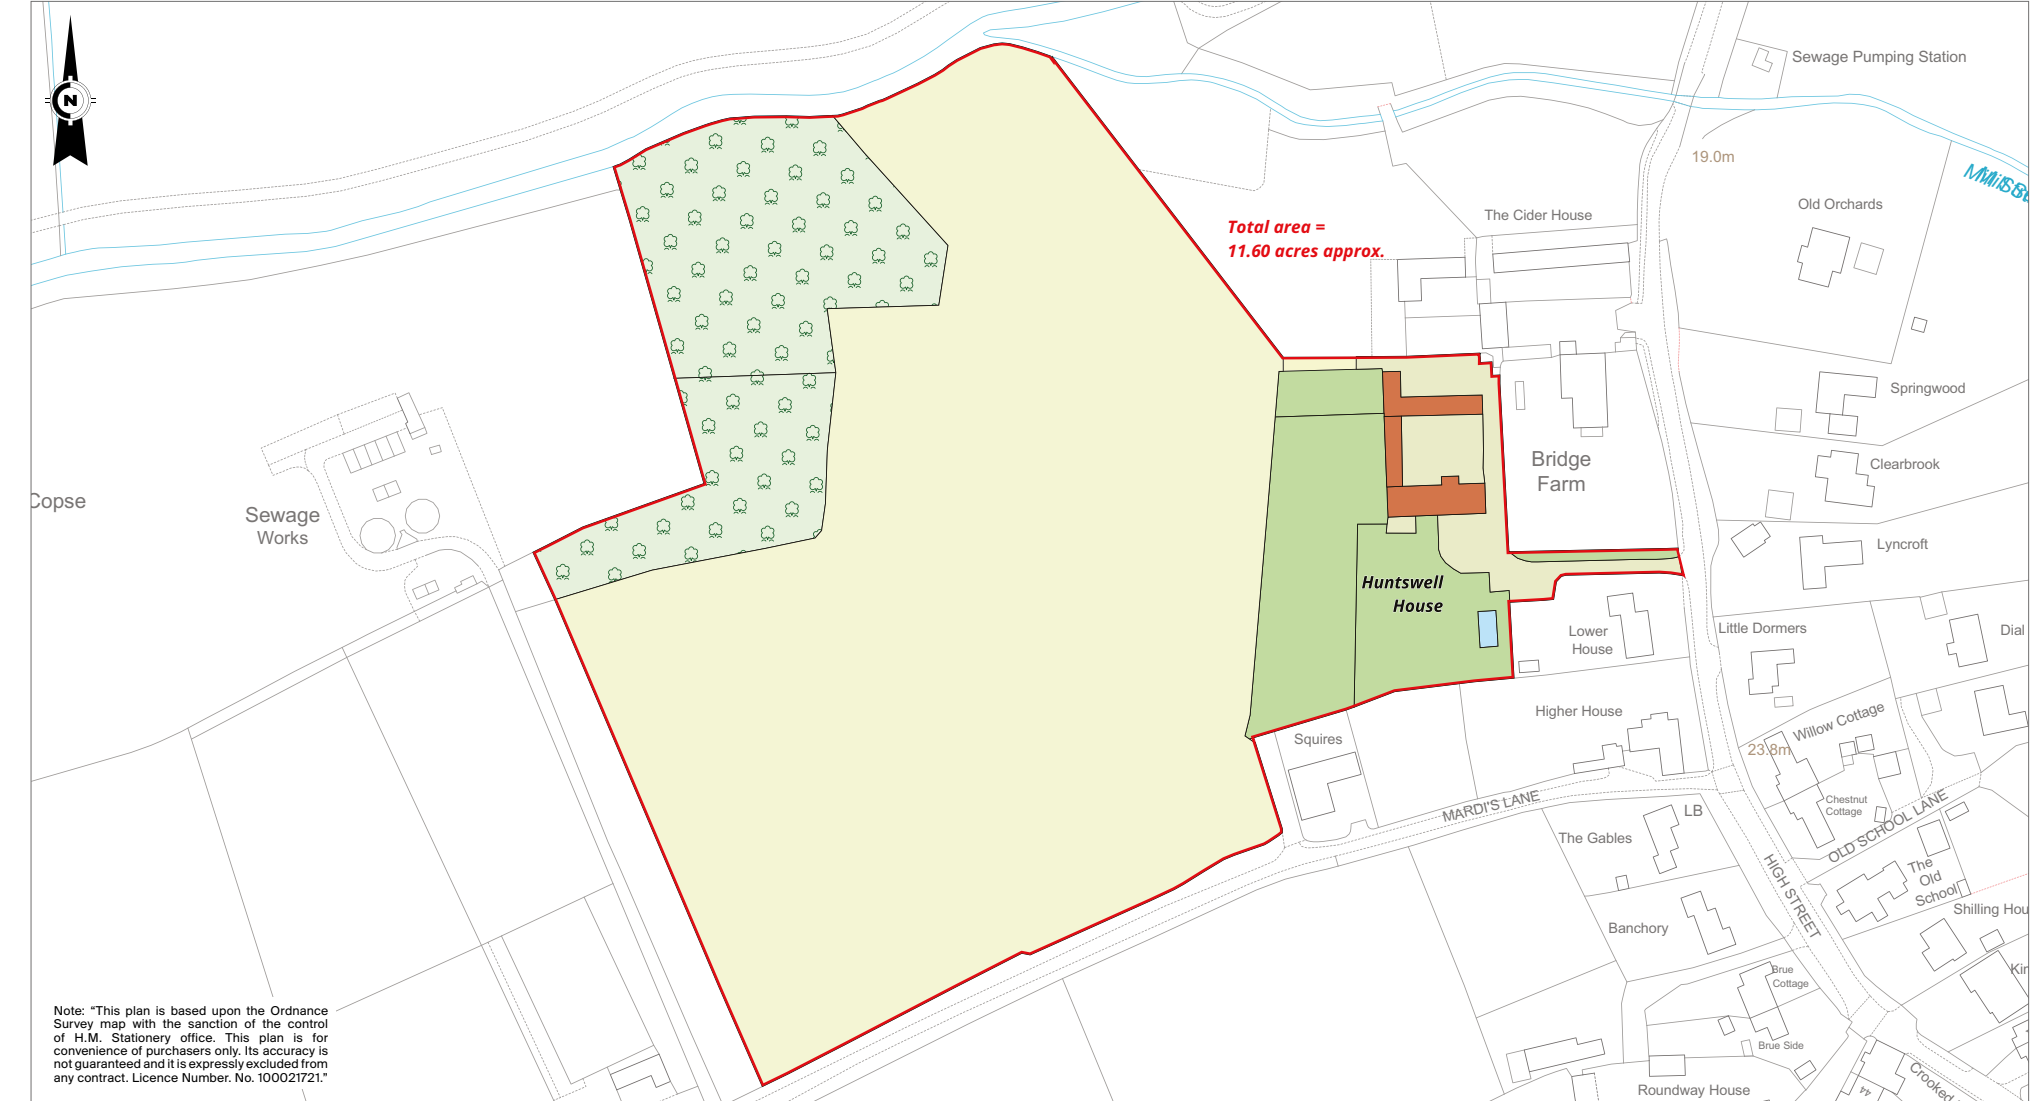 N
Sewage Pumping Station
19.0m
Old Orchards
The Cider House
Total area =
11.60 acres approx.
Springwood
Bridge
Farm
Clearbrook
Copse
Sewage
Works
Lyncroft
Huntswell
House
Lower
House
Little Dormers
Dial
Higher House
Willow Cottage
Squires
23.8m
MARDI'S LANE
LB
Chestnut
Cottage
OLD SCHOOL LANE
The Gables
HIGH STREET
The
Old
School
Shilling Hou
Banchory
Brue
Cottage
Brue Side
Roundway House
44
Crooked
Note: “This plan is based upon the Ordnance
Survey map with the sanction of the control
of H.M. Stationery office. This plan is for
convenience of purchasers only. Its accuracy is
not guaranteed and it is expressly excluded from
any contract. Licence Number. No. 100021721.”